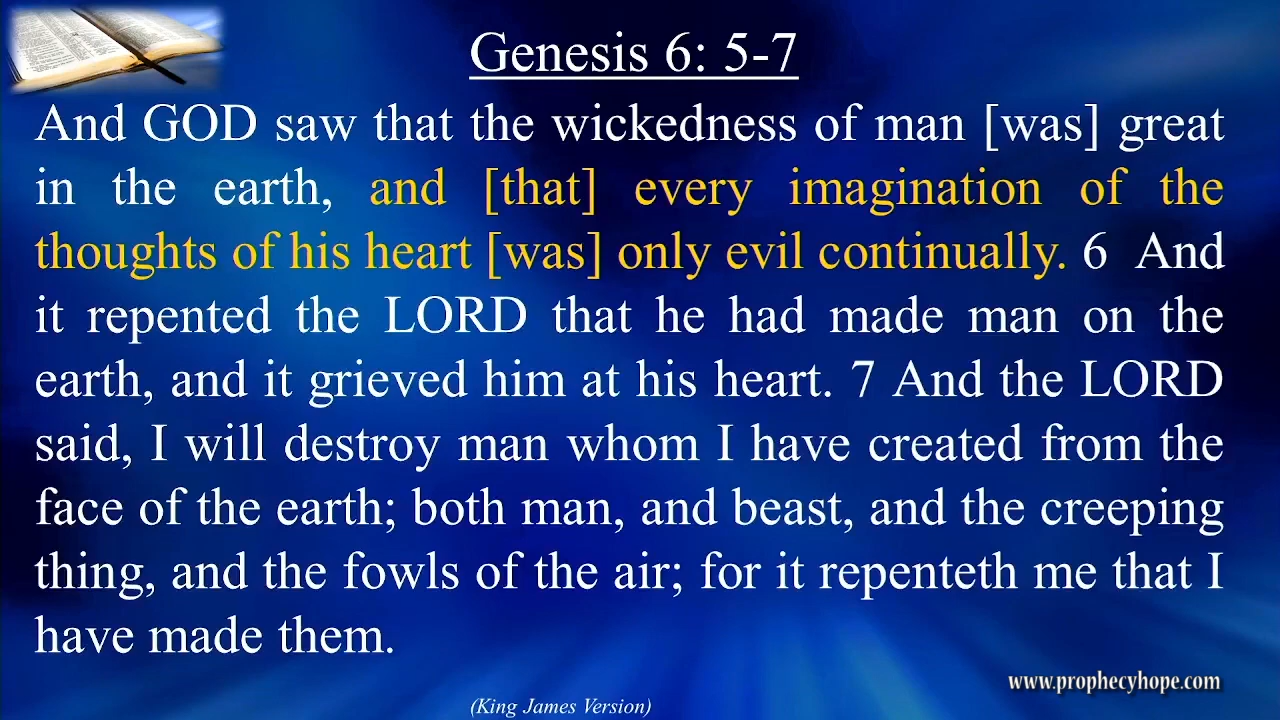 Genesis 6: 5-7
And GOD saw that the wickedness of man [was] great
in the earth, and [that] every imagination of the
thoughts of his heart [was] only evil continually. 6 And
it repented the LORD that he had made man on the
earth, and it grieved him at his heart. 7 And the LORD
said, I will destroy man whom I have created from the
face of the earth; both man, and beast, and the creeping
thing, and the fowls of the air; for it repenteth me that I
have made them.
www.prophecyhope.com
(King James Version)